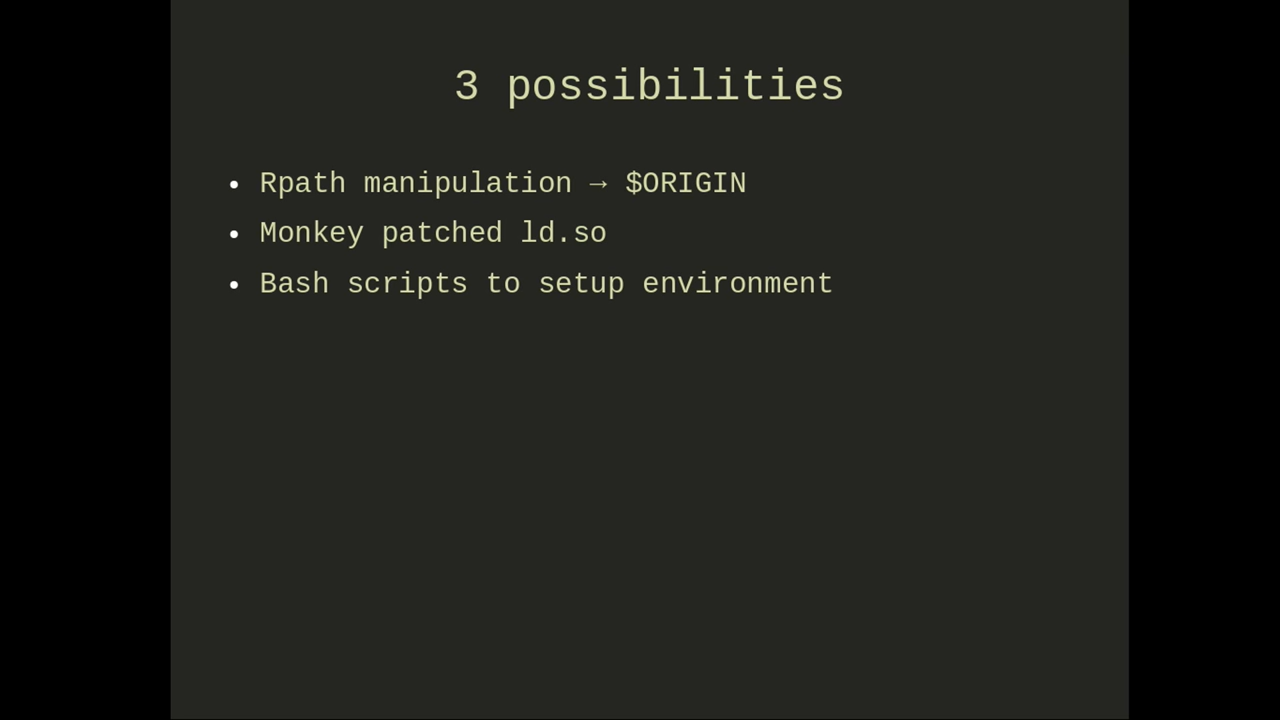 3 possibilities
• Rpath manipulation → $ORIGIN
• Monkey patched ld.so
• Bash scripts to setup environment